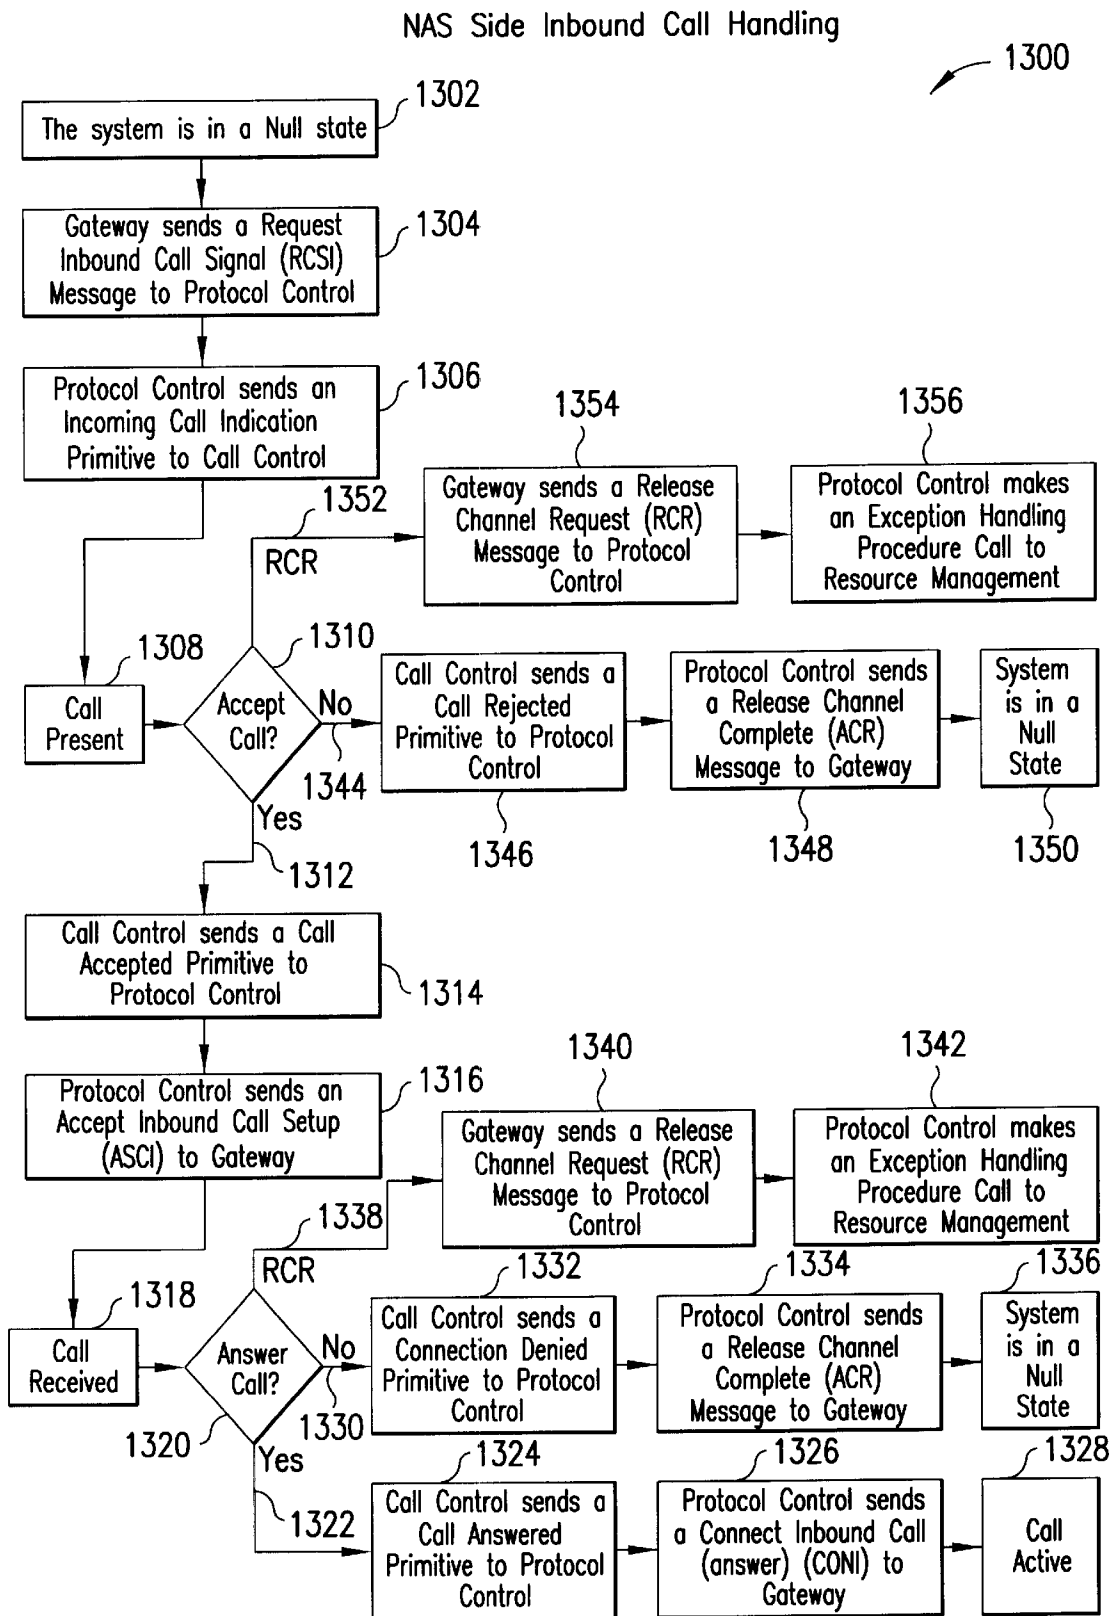 NAS Side Inbound Call Handling
1300
1302
The system is in a Null state
1304
Gateway sends a Request
Inbound Call Signal (RCSI)
Message to Protocol Control
1306
Protocol Control sends an
Incoming Call Indication
Primitive to Call Control
1354
1356
1352
RCR
Gateway sends a Release
Channel Request (RCR)
Message to Protocol
Control
Protocol Control makes
an Exception Handling
Procedure Call to
Resource Management
1308
Call
Present
1310
Accept
Call?
No
1344
Call Control sends a
Call Rejected
Primitive to Protocol
Control
1346
Protocol Control sends
a Release Channel
Complete (ACR)
Message to Gateway
1348
System
is in a
Null
State
1350
Yes
1312
Call Control sends a Call
Accepted Primitive to
Protocol Control
1314
Protocol Control sends an
Accept Inbound Call Setup
(ASCI) to Gateway
1316
1340
1342
1338
RCR
Gateway sends a Release
Channel Request (RCR)
Message to Protocol
Control
Protocol Control makes
an Exception Handling
Procedure Call to
Resource Management
1318
Call
Received
Answer
Call?
1320
No
1330
1332
Call Control sends a
Connection Denied
Primitive to Protocol
Control
1334
Protocol Control sends
a Release Channel
Complete (ACR)
Message to Gateway
1336
System
is in a
Null
State
Yes
1322
1324
Call Control sends a
Call Answered
Primitive to Protocol
Control
1326
Protocol Control sends
a Connect Inbound Call
(answer) (CONI) to
Gateway
1328
Call
Active